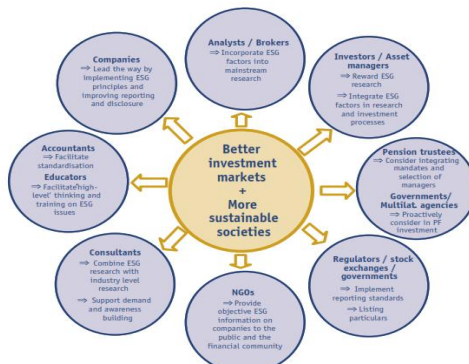 Analysts / Brokers
⇒ Incorporate ESG
factors into
mainstream
research
Companies
⇒ Lead the way by
implementing ESG
principles and
improving reporting
and disclosure
Investors / Asset
managers
⇒ Reward ESG
research
⇒ Integrate ESG
factors in research
and investment
processes
Accountants
⇒ Facilitate
standardisation
Educators
⇒ Facilitate"high-
level' thinking and
training on ESG
issues
Better
investment
markets
+
More
sustainable
societies
Pension trustees
⇒ Consider integrating
mandates and
selection of
managers
Governments/
Multilat. agencies
⇒ Proactively
consider in PF
investment
Consultants
⇒ Combine ESG
research with
industry level
research
⇒ Support demand
and awareness
building
NGOs
⇒ Provide
objective ESG
information on
companies to the
public and the
financial community
Regulators / stock
exchanges /
governments
⇒ Implement
reporting standards
⇒ Listing
particulars